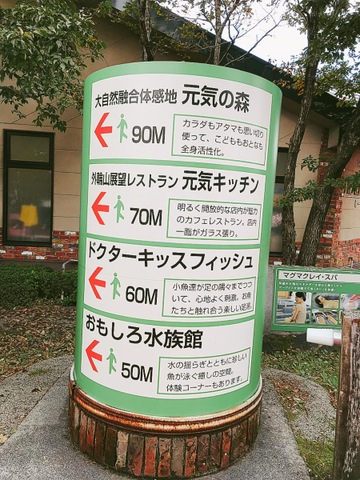 大自然融合体感地 元気の森
90M
カラダもアタマも思い切り
使って、こどももおとなも
全身活性化。
外輪山展望レストラン 元気キッチン
70M
明るく開放的な店内が魅力
のカフェレストラン。店内
一面がガラス張り。
ドクターキッスフィッシュ
60M
小魚達が足の隅々までつつ
いて、心地よく刺激。お魚
たちと触れ合う楽しい足湯。
おもしろ水族館
50M
水の揺らぎとともに珍しい
魚が泳ぐ癒しの空間。
体験コーナーもあります。
マグマクレイ・スパ